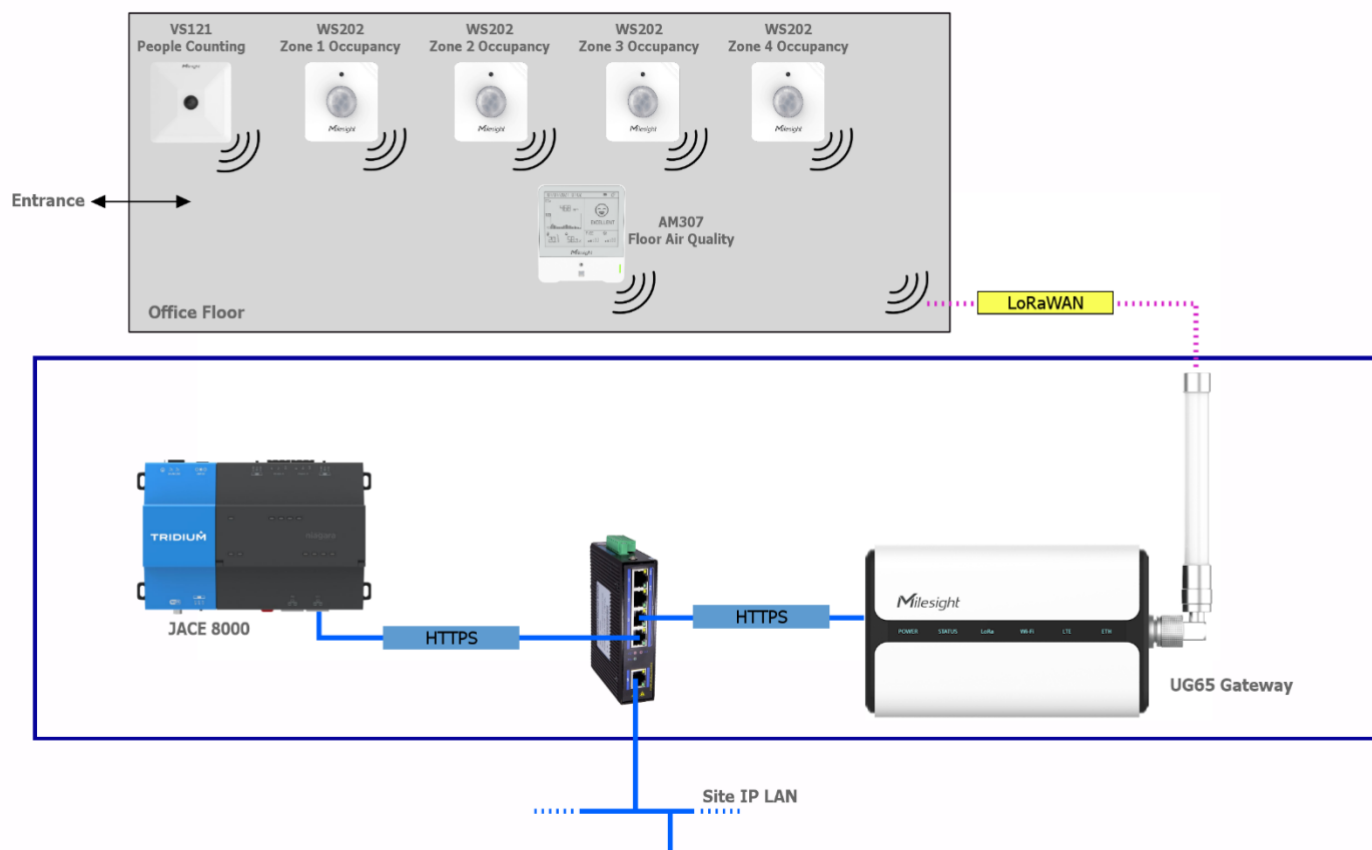 VS121
People Counting
WS202
Zone 1 Occupancy
WS202
Zone 2 Occupancy
WS202
Zone 3 Occupancy
WS202
Zone 4 Occupancy
Milesight
Milesight
Milesight
Milesight
Milesight
Entrance
EXCELLENT
Milesight
AM307
Floor Air Quality
Office Floor
LoRaWAN
TRIDIUM
JACE 8000
HTTPS
HTTPS
Milesight
POWER STATUS LoRa Wi-Fi LTE ETH
UG65 Gateway
Site IP LAN